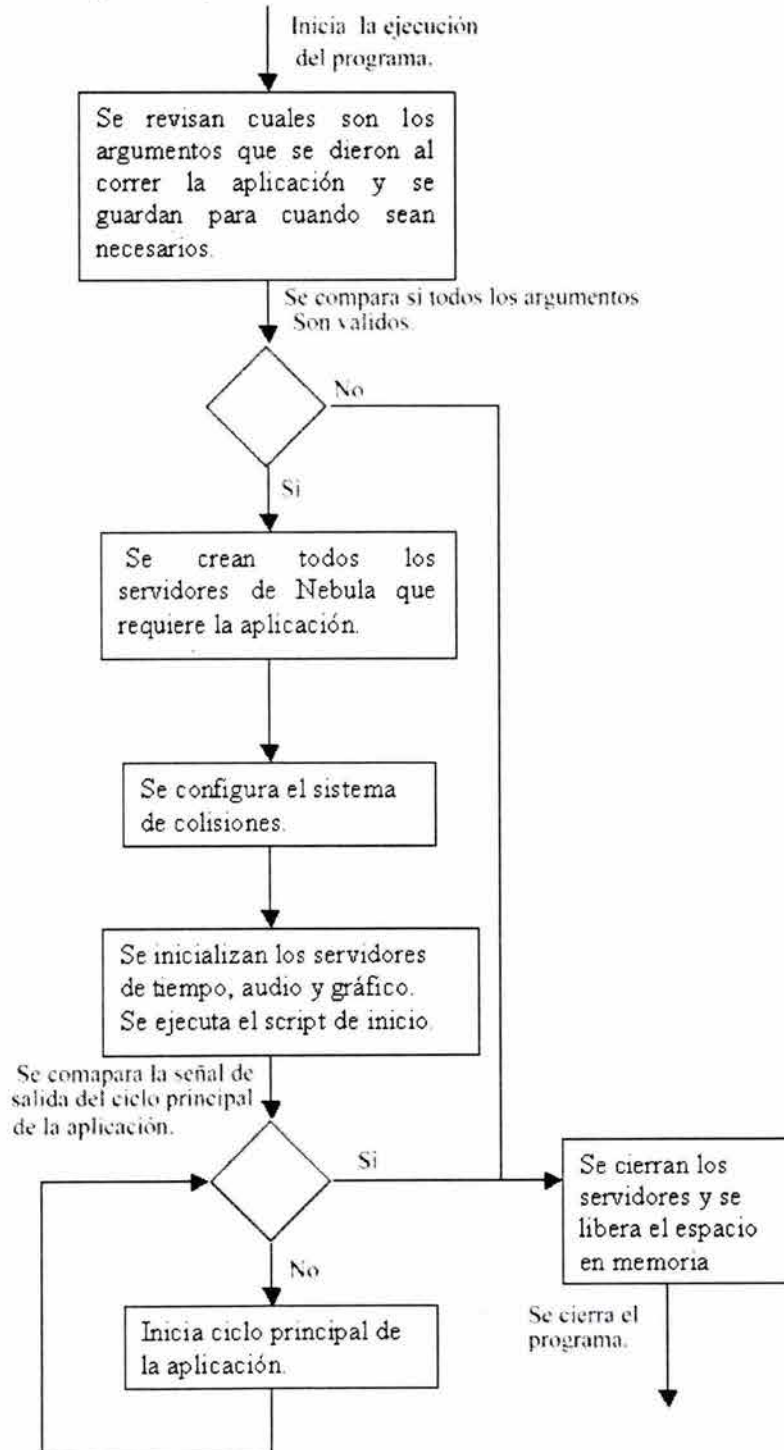 Inicia la ejecución
del programa.
Se revisan cuales son los
argumentos que se dieron al
correr la aplicación y se
guardan para cuando sean
necesarios.
Se compara si todos los argumentos
Son validos.
No
Si
Se crean todos los
servidores de Nebula que
requiere la aplicación.
Se configura el sistema
de colisiones.
Se inicializan los servidores
de tiempo, audio y gráfico.
Se ejecuta el script de inicio.
Se comapara la señal de
salida del ciclo principal
de la aplicación.
Si
No
Se cierran los
servidores y se
libera el espacio
en memoria
Inicia ciclo principal de
la aplicación.
Se cierra el
programa.